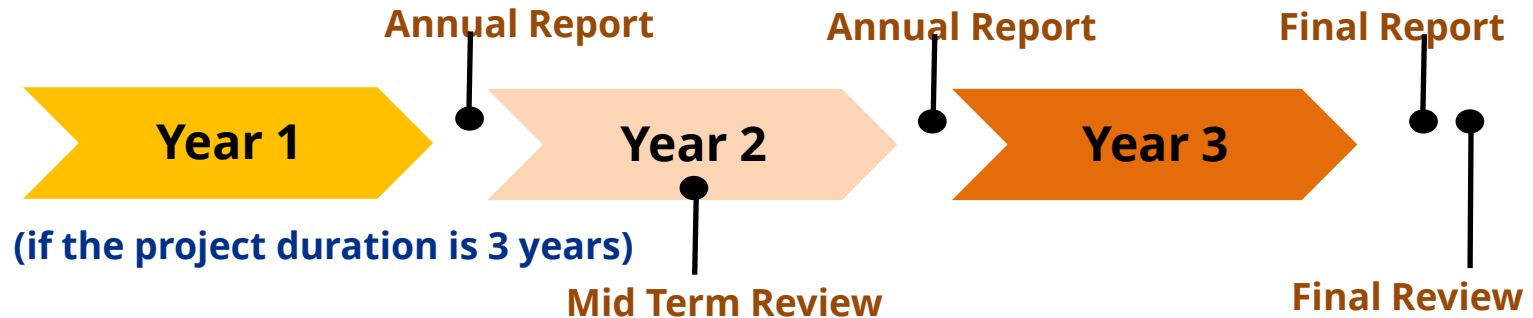 Annual Report
Annual Report
Final Report
Year 1
Year 2
Year 3
(if the project duration is 3 years)
Mid Term Review
Final Review